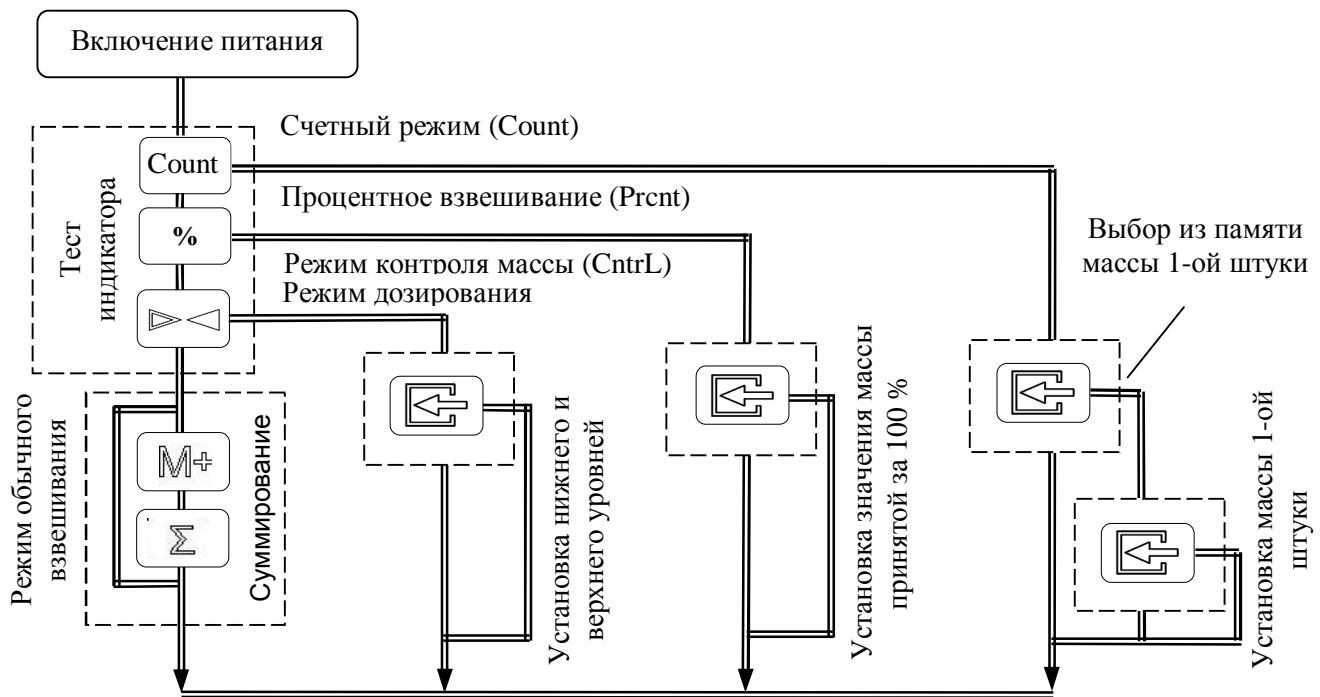 Включение питания
Счетный режим (Count)
Count
Процентное взвешивание (Prcnt)
%
Тест
индикатора
Режим контроля массы (CntrL)
Режим дозирования
Выбор из памяти
массы 1-ой штуки
Режим обычного
взвешивания
M+
Σ
Суммирование
Установка нижнего и
верхнего уровней
Установка значения массы
принятой за 100 %
Установка массы 1-ой
штуки